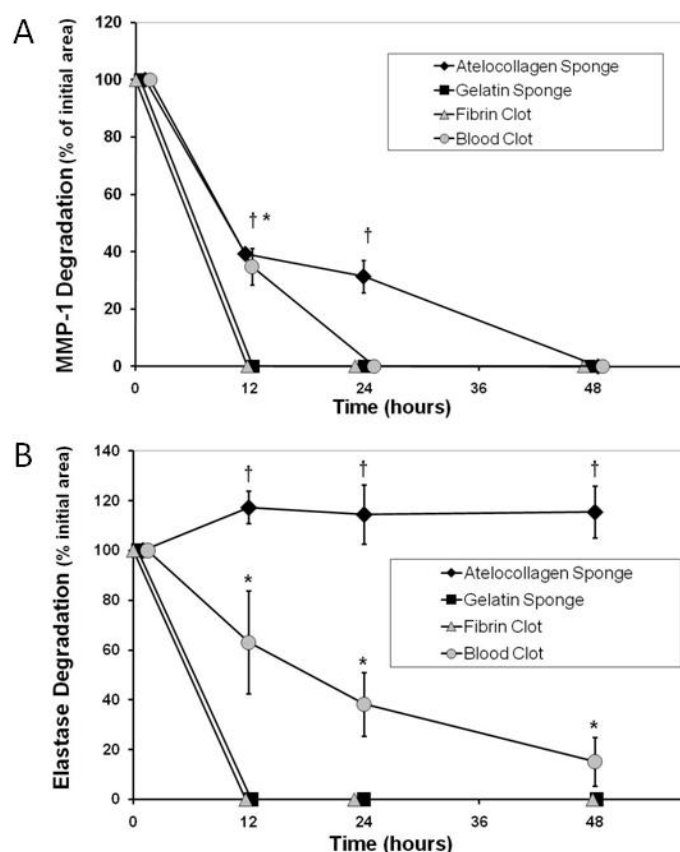 A
MMP-1 Degradation (% of initial area)
120
100
80
60
40
20
0
Atelocollagen Sponge
Gelatin Sponge
Fibrin Clot
Blood Clot
† *
†
0
12
24
36
48
Time (hours)
B
Elastase Degradation (% initial area)
140
120
100
80
60
40
20
0
†
†
†
Atelocollagen Sponge
Gelatin Sponge
Fibrin Clot
Blood Clot
*
*
*
0
12
24
36
48
Time (hours)